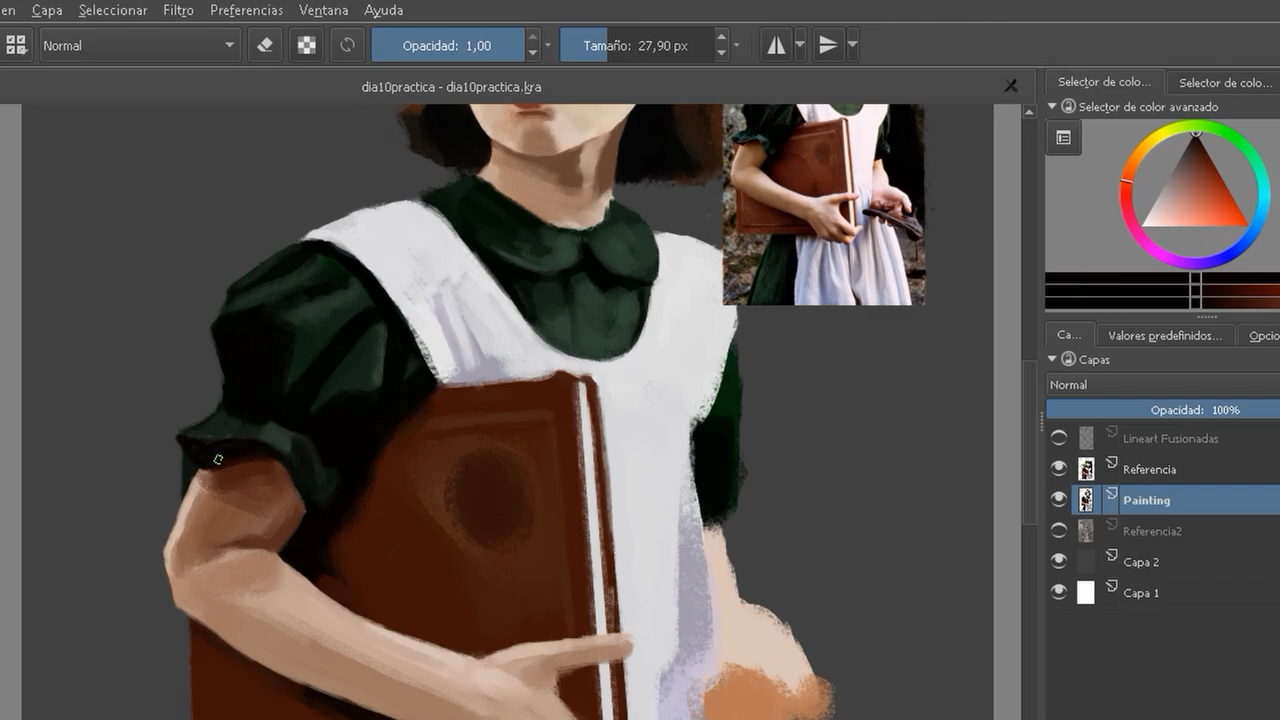 en Capa Seleccionar Filtro Preferencias Ventana Ayuda
Normal Opacidad: 1,00 Tamaño: 27,90 px
dia10practica - dia10practica.kra
Selector de colo... Selector de colo...
Selector de color avanzado
Ca... Valores predefinidos... Opcio
Capas
Normal
Opacidad: 100%
Lineart Fusionadas
Referencia
Painting
Referencia2
Capa 2
Capa 1